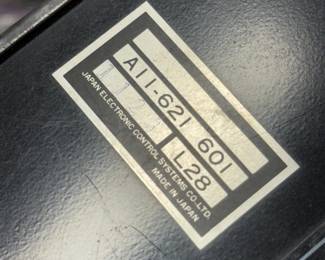 A11-621 601
L28
JAPAN ELECTRONIC CONTROL SYSTEMS CO.LTD.
MADE IN JAPAN